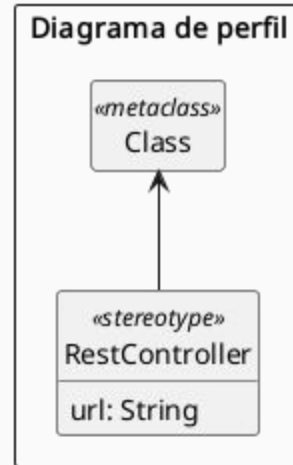 Diagrama de perfil
«metaclass»
Class
«stereotype»
RestController
url: String